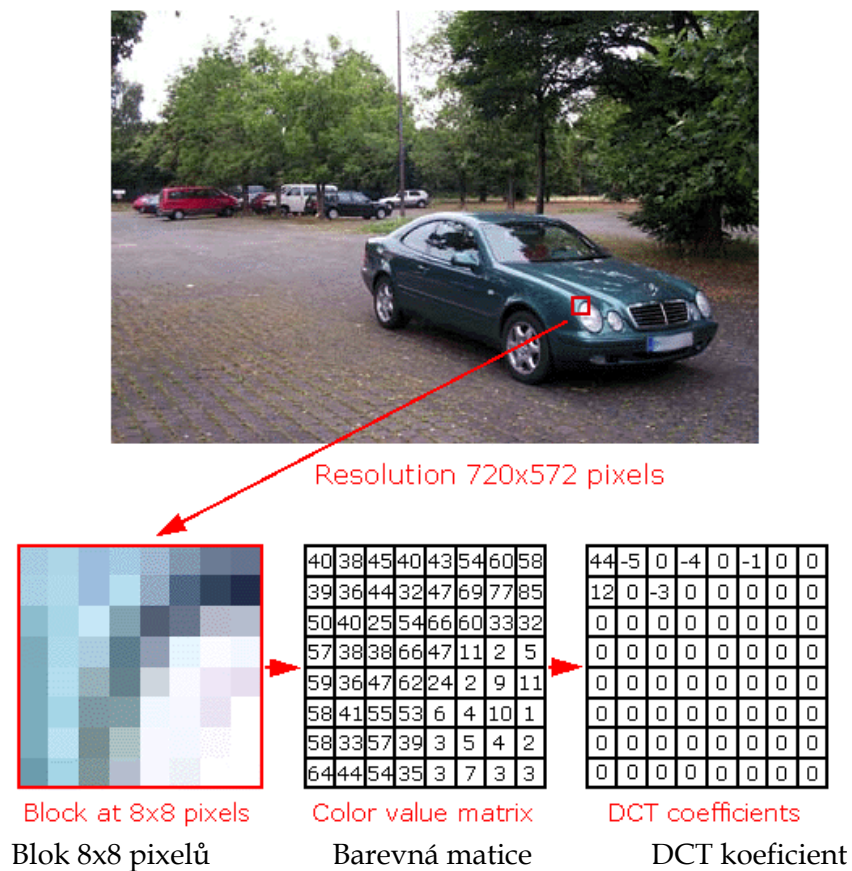 Resolution 720x572 pixels
40 38 45 40 43 54 60 58
39 36 44 32 47 69 77 85
50 40 25 54 66 60 33 32
57 38 38 66 47 11 2 5
59 36 47 62 24 2 9 11
58 41 55 53 6 4 10 1
58 33 57 39 3 5 4 2
64 44 54 35 3 7 3 3
44 -5 0 -4 0 -1 0 0
12 0 -3 0 0 0 0 0
0 0 0 0 0 0 0 0
0 0 0 0 0 0 0 0
0 0 0 0 0 0 0 0
0 0 0 0 0 0 0 0
0 0 0 0 0 0 0 0
0 0 0 0 0 0 0 0
Block at 8x8 pixels
Color value matrix
DCT coefficients
Blok 8x8 pixelů
Barevná matice
DCT koeficient